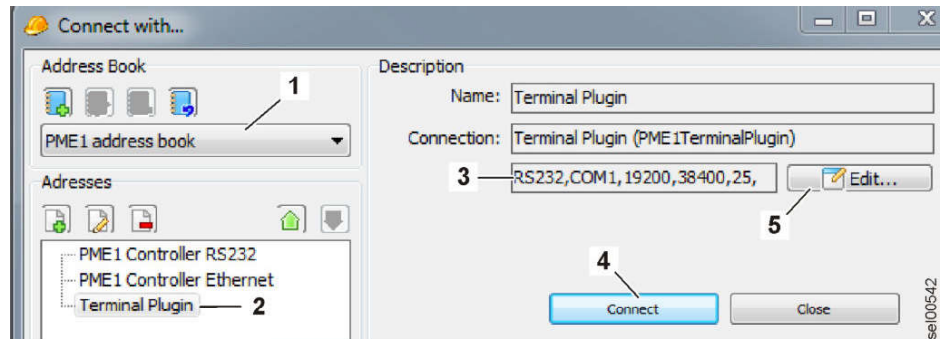 Connect with...
Address Book
1
PME1 address book
Adresses
PME1 Controller RS232
PME1 Controller Ethernet
Terminal Plugin
2
Description
Name: Terminal Plugin
Connection: Terminal Plugin (PME1TerminalPlugin)
3
RS232,COM1,19200,38400,25,
Edit...
5
4
Connect
Close
sel00542